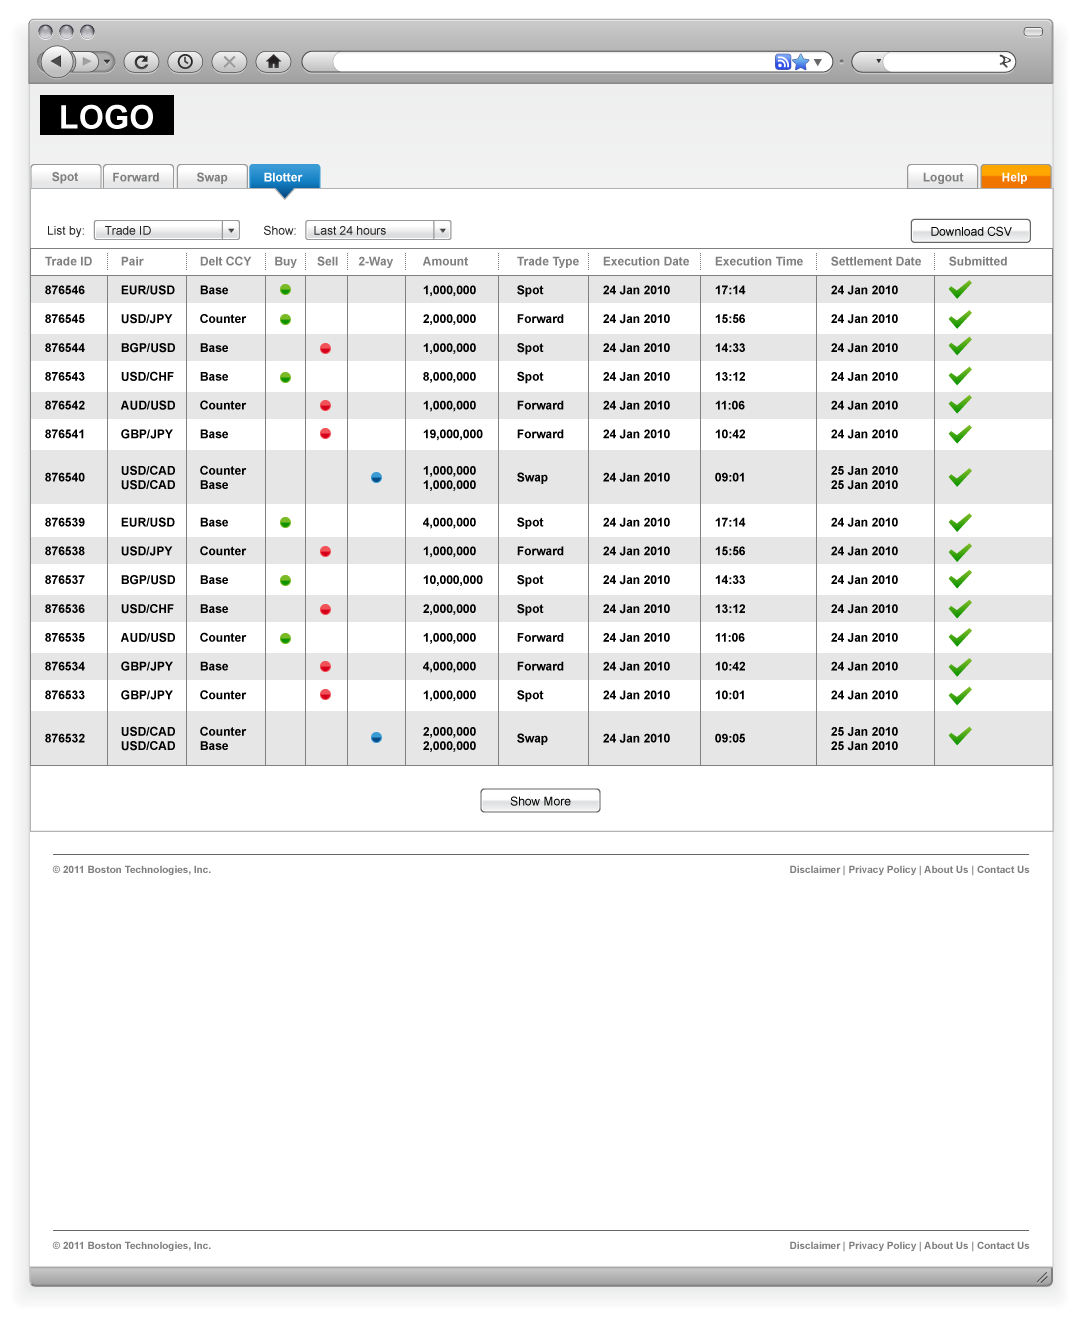 LOGO
Spot Forward Swap Blotter Logout Help
List by: Trade ID Show: Last 24 hours Download CSV
Trade ID Pair Delt CCY Buy Sell 2-Way Amount Trade Type Execution Date Execution Time Settlement Date Submitted
876546 EUR/USD Base 1,000,000 Spot 24 Jan 2010 17:14 24 Jan 2010
876545 USD/JPY Counter 2,000,000 Forward 24 Jan 2010 15:56 24 Jan 2010
876544 BGP/USD Base 1,000,000 Spot 24 Jan 2010 14:33 24 Jan 2010
876543 USD/CHF Base 8,000,000 Spot 24 Jan 2010 13:12 24 Jan 2010
876542 AUD/USD Counter 1,000,000 Forward 24 Jan 2010 11:06 24 Jan 2010
876541 GBP/JPY Base 19,000,000 Forward 24 Jan 2010 10:42 24 Jan 2010
USD/CAD Counter 1,000,000 25 Jan 2010
876540 Swap 24 Jan 2010 09:01
USD/CAD Base 1,000,000 25 Jan 2010
876539 EUR/USD Base 4,000,000 Spot 24 Jan 2010 17:14 24 Jan 2010
876538 USD/JPY Counter 1,000,000 Forward 24 Jan 2010 15:56 24 Jan 2010
876537 BGP/USD Base 10,000,000 Spot 24 Jan 2010 14:33 24 Jan 2010
876536 USD/CHF Base 2,000,000 Spot 24 Jan 2010 13:12 24 Jan 2010
876535 AUD/USD Counter 1,000,000 Forward 24 Jan 2010 11:06 24 Jan 2010
876534 GBP/JPY Base 4,000,000 Forward 24 Jan 2010 10:42 24 Jan 2010
876533 GBP/JPY Counter 1,000,000 Spot 24 Jan 2010 10:01 24 Jan 2010
USD/CAD Counter 2,000,000 25 Jan 2010
876532 Swap 24 Jan 2010 09:05
USD/CAD Base 2,000,000 25 Jan 2010
Show More
© 2011 Boston Technologies, Inc. Disclaimer | Privacy Policy | About Us | Contact Us
© 2011 Boston Technologies, Inc. Disclaimer | Privacy Policy | About Us | Contact Us